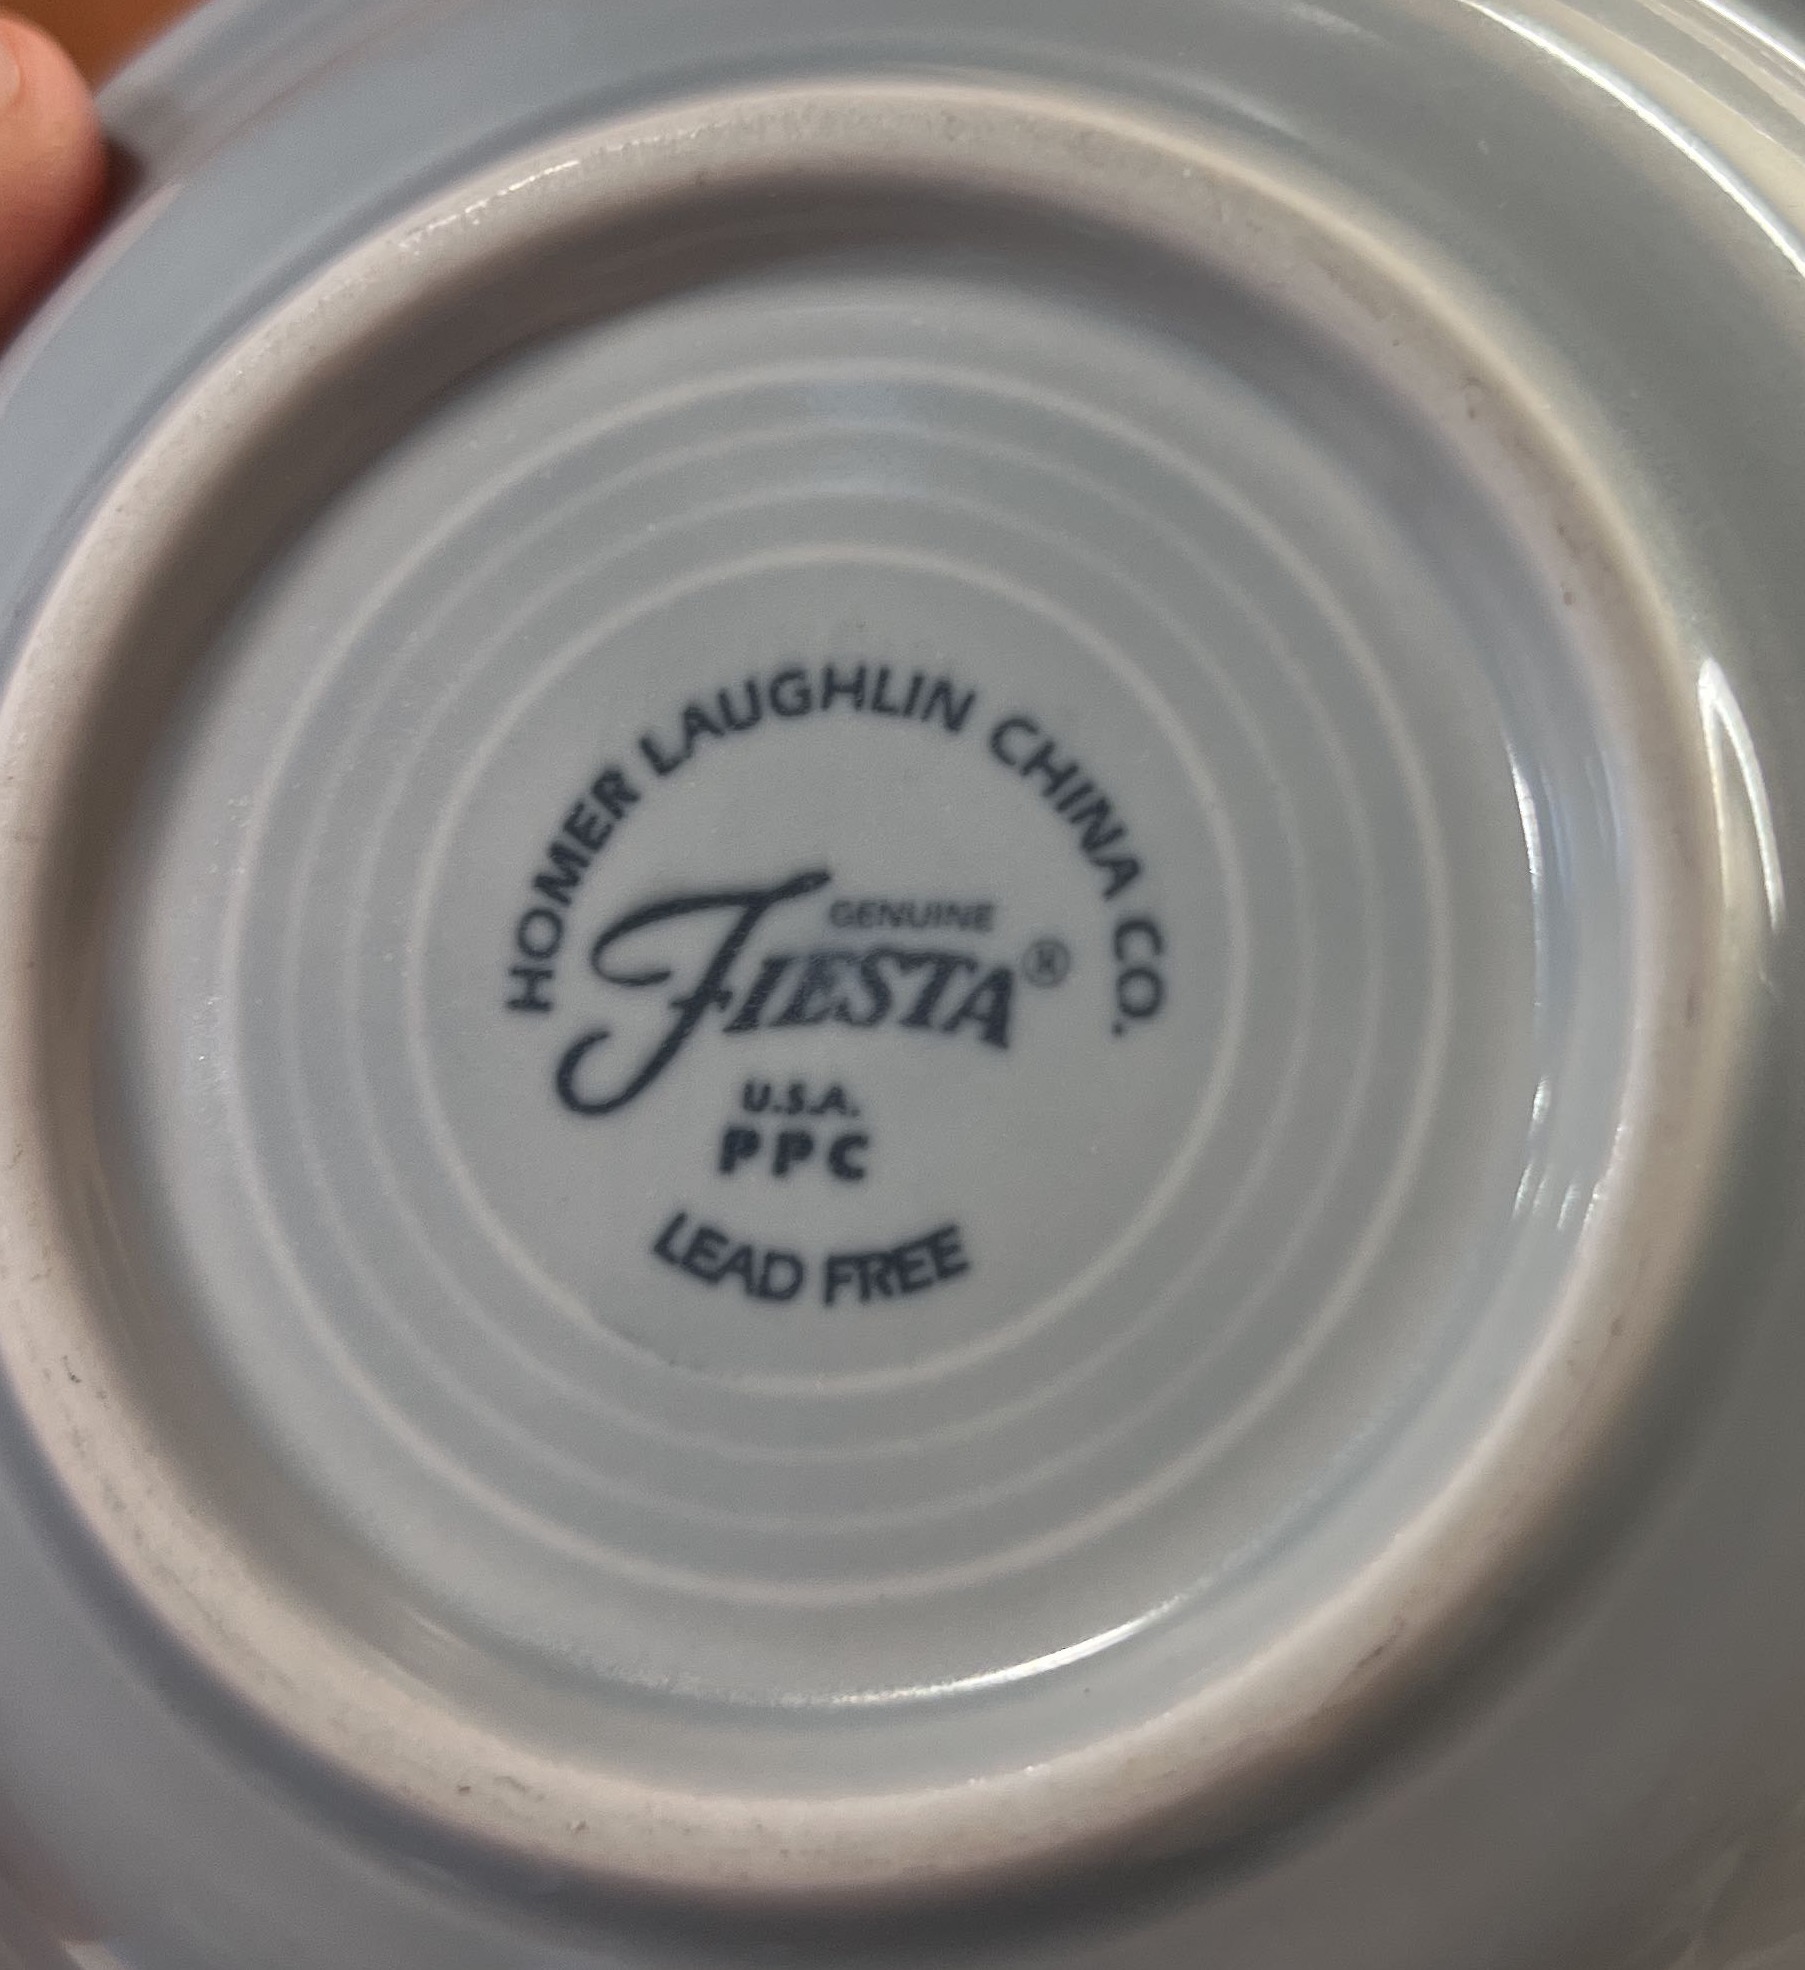 HOMER LAUGHLIN CHINA CO.
GENUINE
FIESTA®
U.S.A.
PPC
LEAD FREE